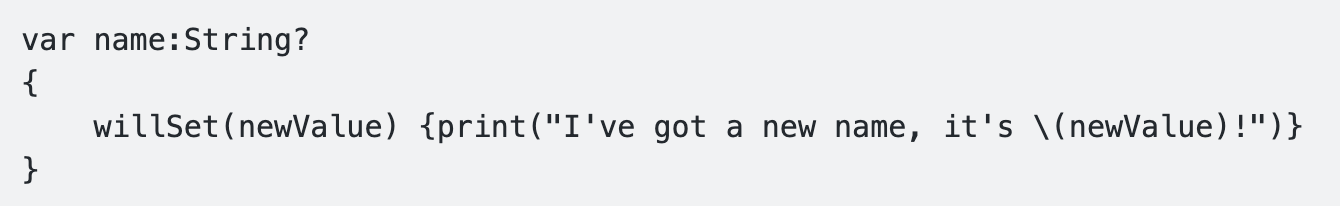 var name:String?
{
    willSet(newValue) {print("I've got a new name, it's \(newValue)!")}
}